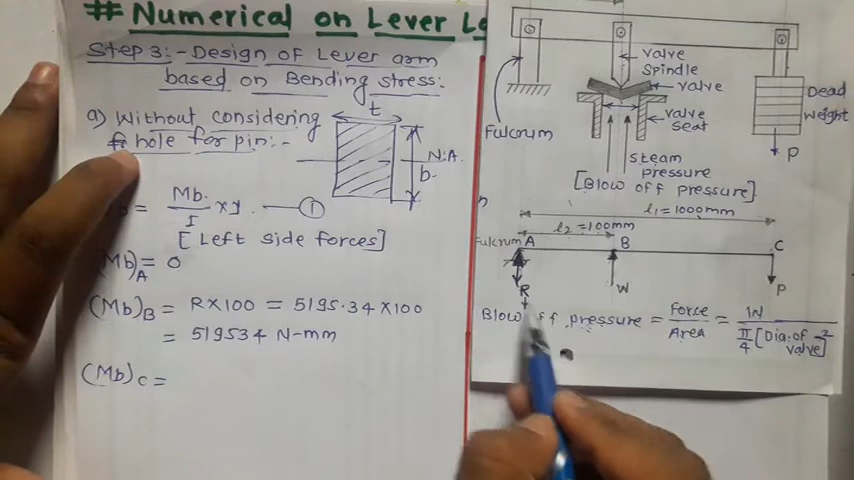 # Numerical on Lever L
Step 3:- Design of Lever arm
based on Bending stress:
a) Without considering
hole for pin:-
t
N.A.
b
= Mb/I × y —①
[Left side forces]
(Mb)A = 0
(Mb)B = R×100 = 5195.34×100
= 519534 N-mm
(Mb)C =
valve
spindle
valve
Dead
weight
valve
seat
Fulcrum
steam
pressure
P
[Blow off pressure]
l1=1000mm
l2=100mm
Fulcrum A
B
C
R
W
P
Blow off pressure = Force/Area = W/π/4 [Dia. of valve]²